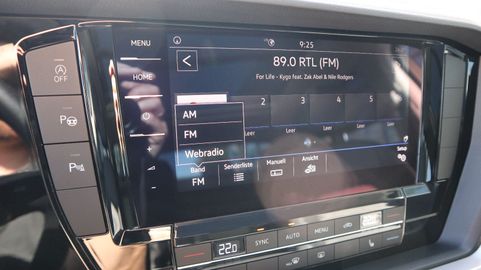 MENU
HOME
9:25
89.0 RTL (FM)
For Life - Kygo feat. Zak Abel & Nile Rodgers
2 3 4 5
AM
FM
Webradio
Leer Leer Leer Leer
Band Senderliste Manuell Ansicht Setup
FM
OFF
22.0 SYNC AUTO MENU